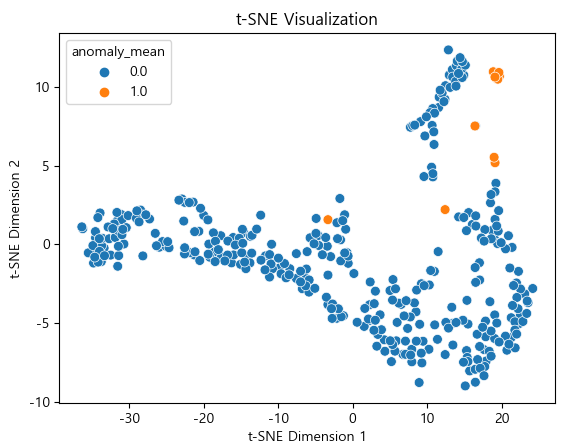 t-SNE Visualization
anomaly_mean
0.0
1.0
10
5
0
-5
-10
t-SNE Dimension 2
-30 -20 -10 0 10 20
t-SNE Dimension 1